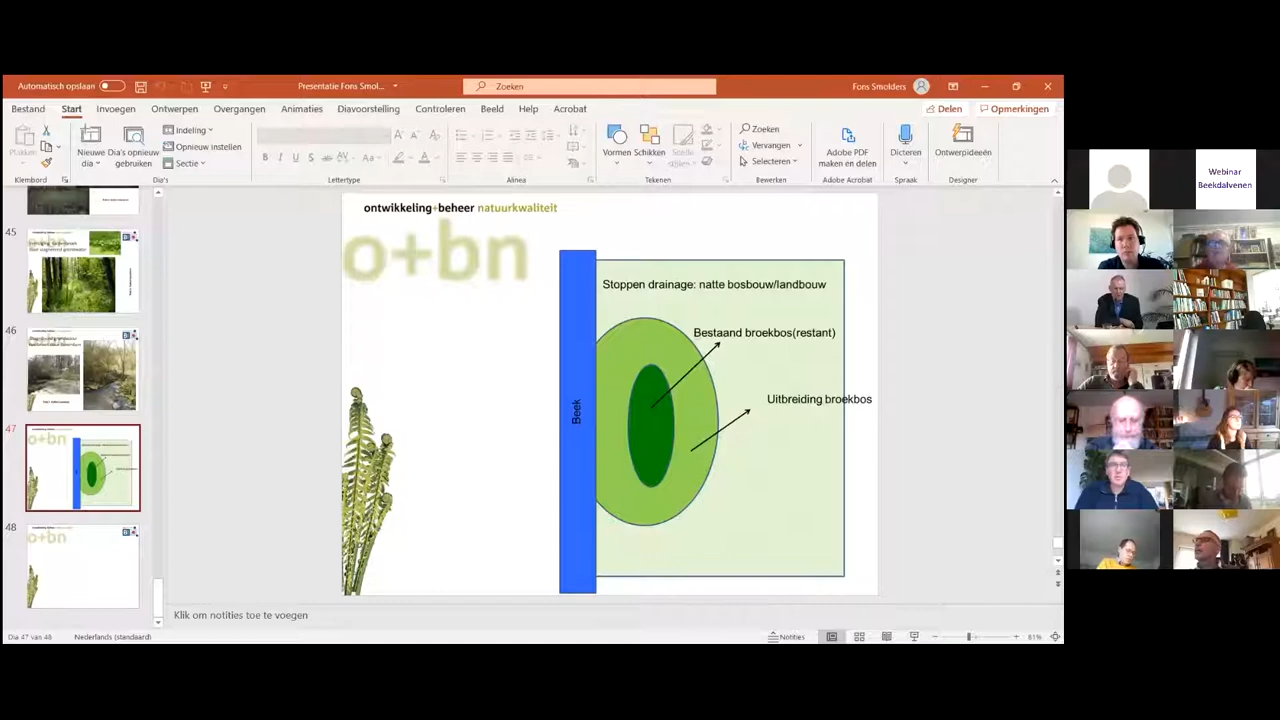 Automatisch opslaan
Presentatie Fons Smol...
Zoeken
Fons Smolders
Bestand Start Invoegen Ontwerpen Overgangen Animaties Diavoorstelling Controleren Beeld Help Acrobat
Delen
Opmerkingen
Plakken
Nieuwe dia
Dia's opnieuw gebruiken
Indeling
Opnieuw instellen
Sectie
Vormen
Schikken
Snelle stijlen
Zoeken
Vervangen
Selecteren
Adobe PDF maken en delen
Dicteren
Ontwerpideeën
Klembord
Dia's
Lettertype
Alinea
Tekenen
Bewerken
Adobe Acrobat
Spraak
Designer
45
46
47
48
ontwikkeling+beheer natuurkwaliteit
o+bn
Stoppen drainage: natte bosbouw/landbouw
Bestaand broekbos(restant)
Uitbreiding broekbos
Beek
Klik om notities toe te voegen
Dia 47 van 48
Nederlands (standaard)
Notities
61%
Webinar
Beekdalvenen